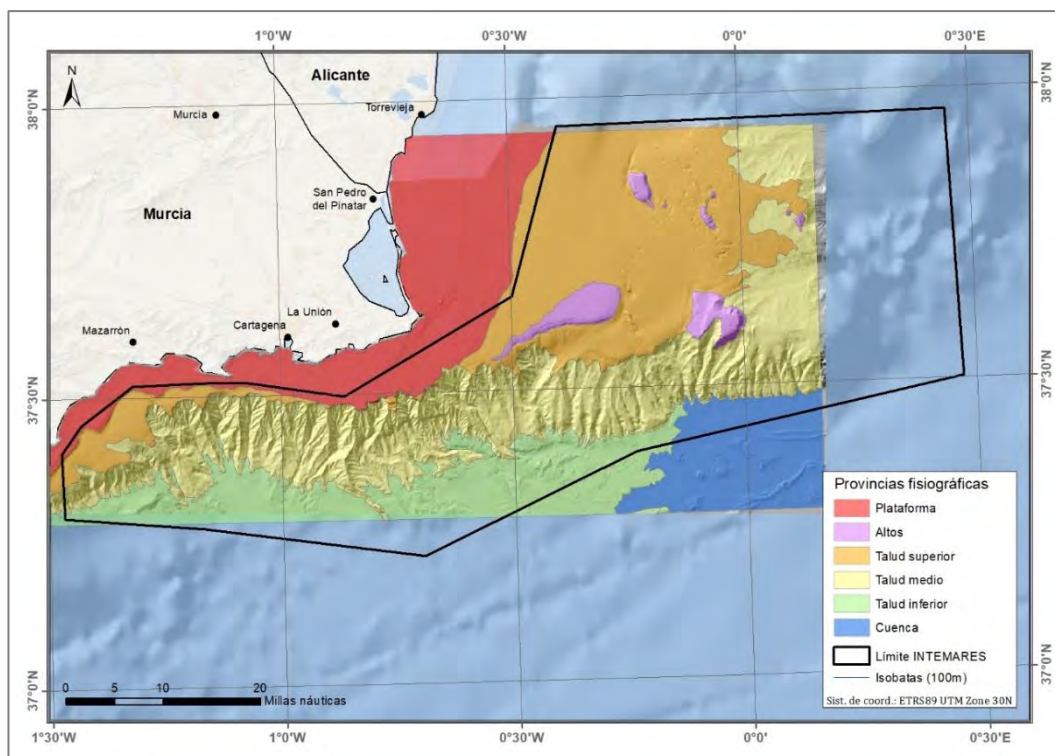 1°0'W
0°30'W
0°0'
0°30'E
N
Alicante
38°0'N
38°0'N
Murcia
Torrevieja
San Pedro
del Pinatar
Murcia
La Unión
Cartagena
Mazarrón
37°30'N
37°30'N
Provincias fisiográficas
Plataforma
Altos
Talud superior
Talud medio
Talud inferior
Cuenca
Límite INTEMARES
Isobatas (100m)
Sist. de coord.: ETRS89 UTM Zone 30N
37°0'N
37°0'N
0 5 10 20
Millas náuticas
1°30'W
1°0'W
0°30'W
0°0'
0°30'E